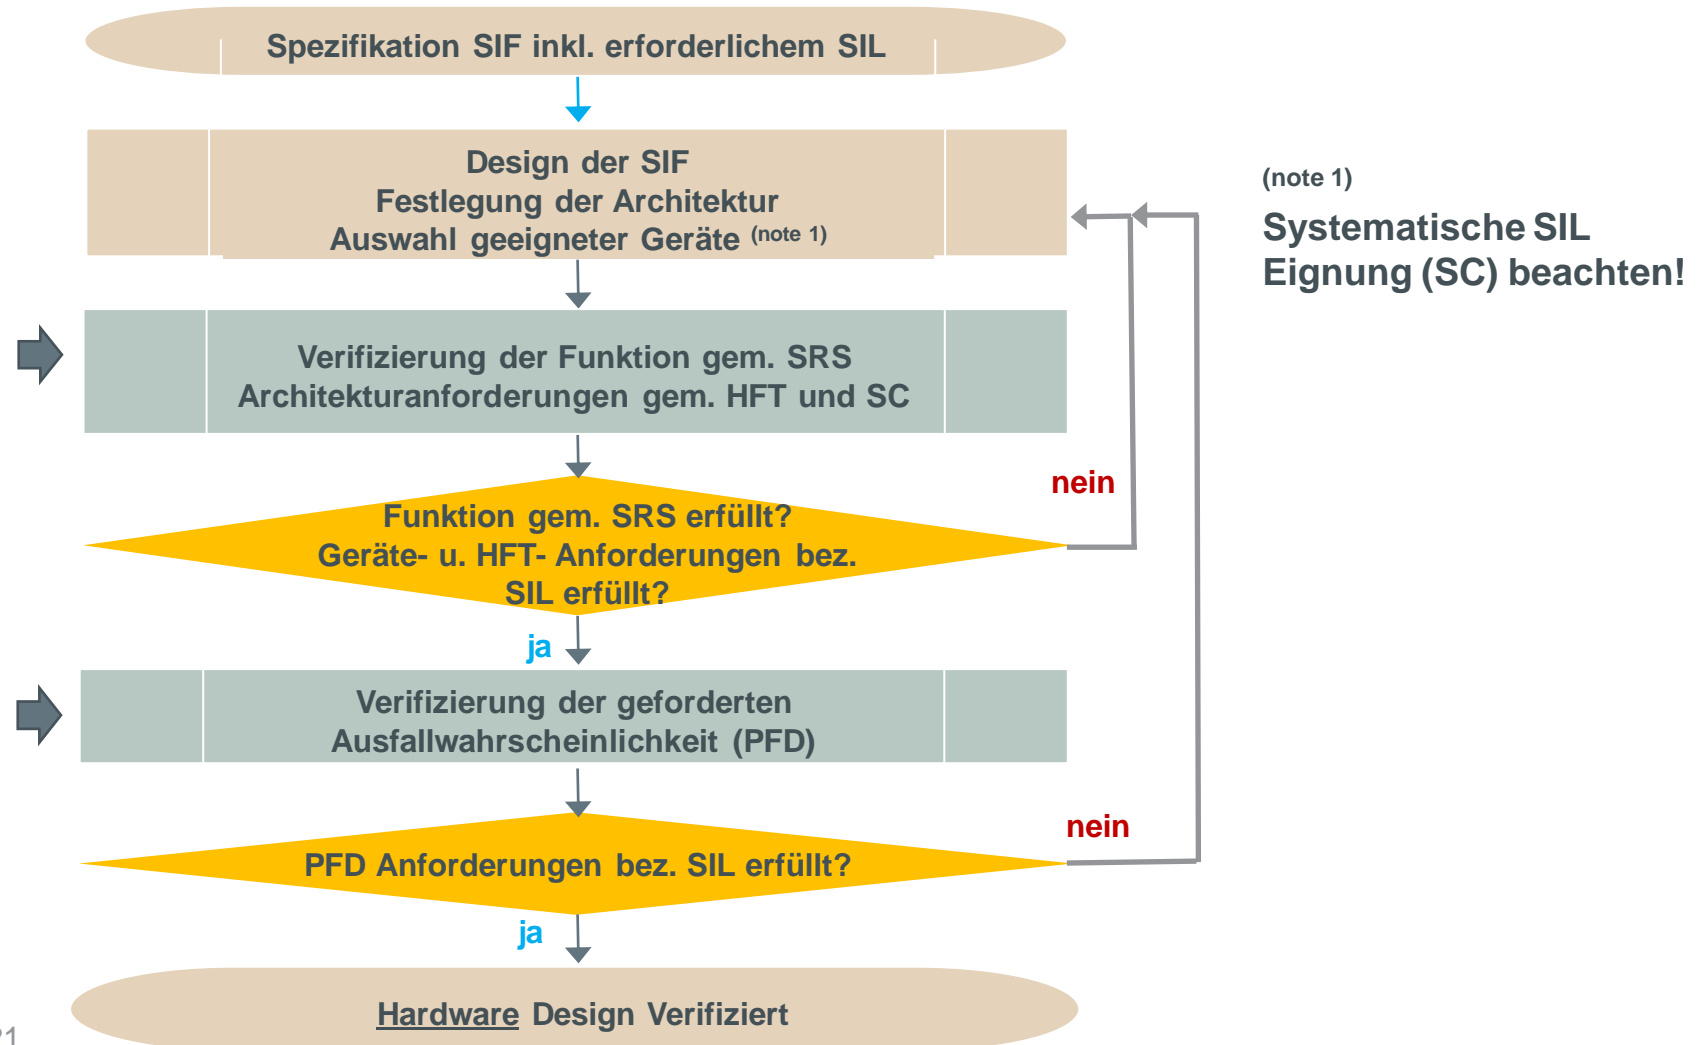 Spezifikation SIF inkl. erforderlichem SIL
Design der SIF
Festlegung der Architektur
Auswahl geeigneter Geräte (note 1)
(note 1)
Systematische SIL
Eignung (SC) beachten!
Verifizierung der Funktion gem. SRS
Architekturanforderungen gem. HFT und SC
nein
Funktion gem. SRS erfüllt?
Geräte- u. HFT- Anforderungen bez.
SIL erfüllt?
ja
Verifizierung der geforderten
Ausfallwahrscheinlichkeit (PFD)
nein
PFD Anforderungen bez. SIL erfüllt?
ja
Hardware Design Verifiziert